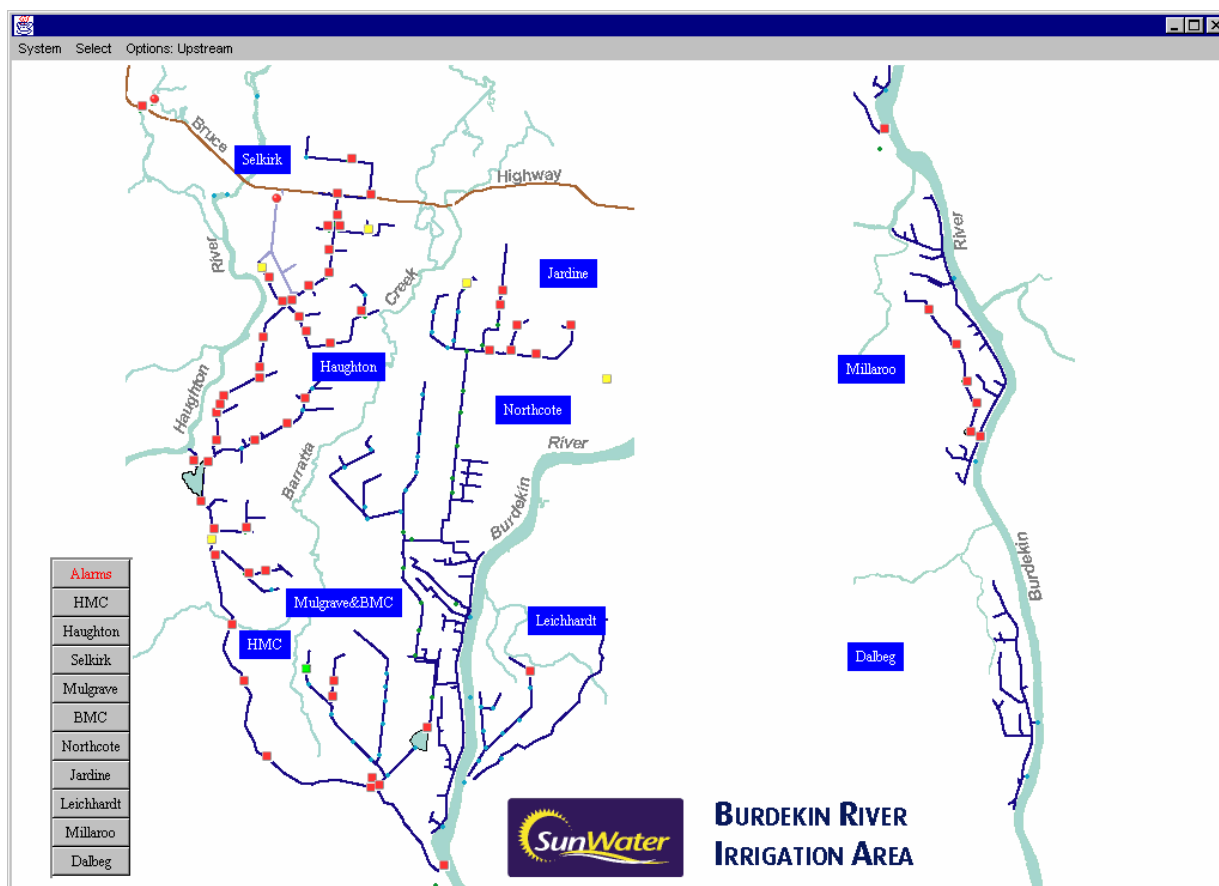 System Select Options: Upstream
Bruce
Highway
Selkirk
River
River
Creek
Jardine
Haughton
Millaroo
Haughton
Northcote
River
Barratta
Burdekin
Burdekin
Alarms
HMC
Haughton
Selkirk
Mulgrave
BMC
Northcote
Jardine
Leichhardt
Millaroo
Dalbeg
Mulgrave&BMC
Leichhardt
HMC
Dalbeg
SunWater
BURDEKIN RIVER
IRRIGATION AREA